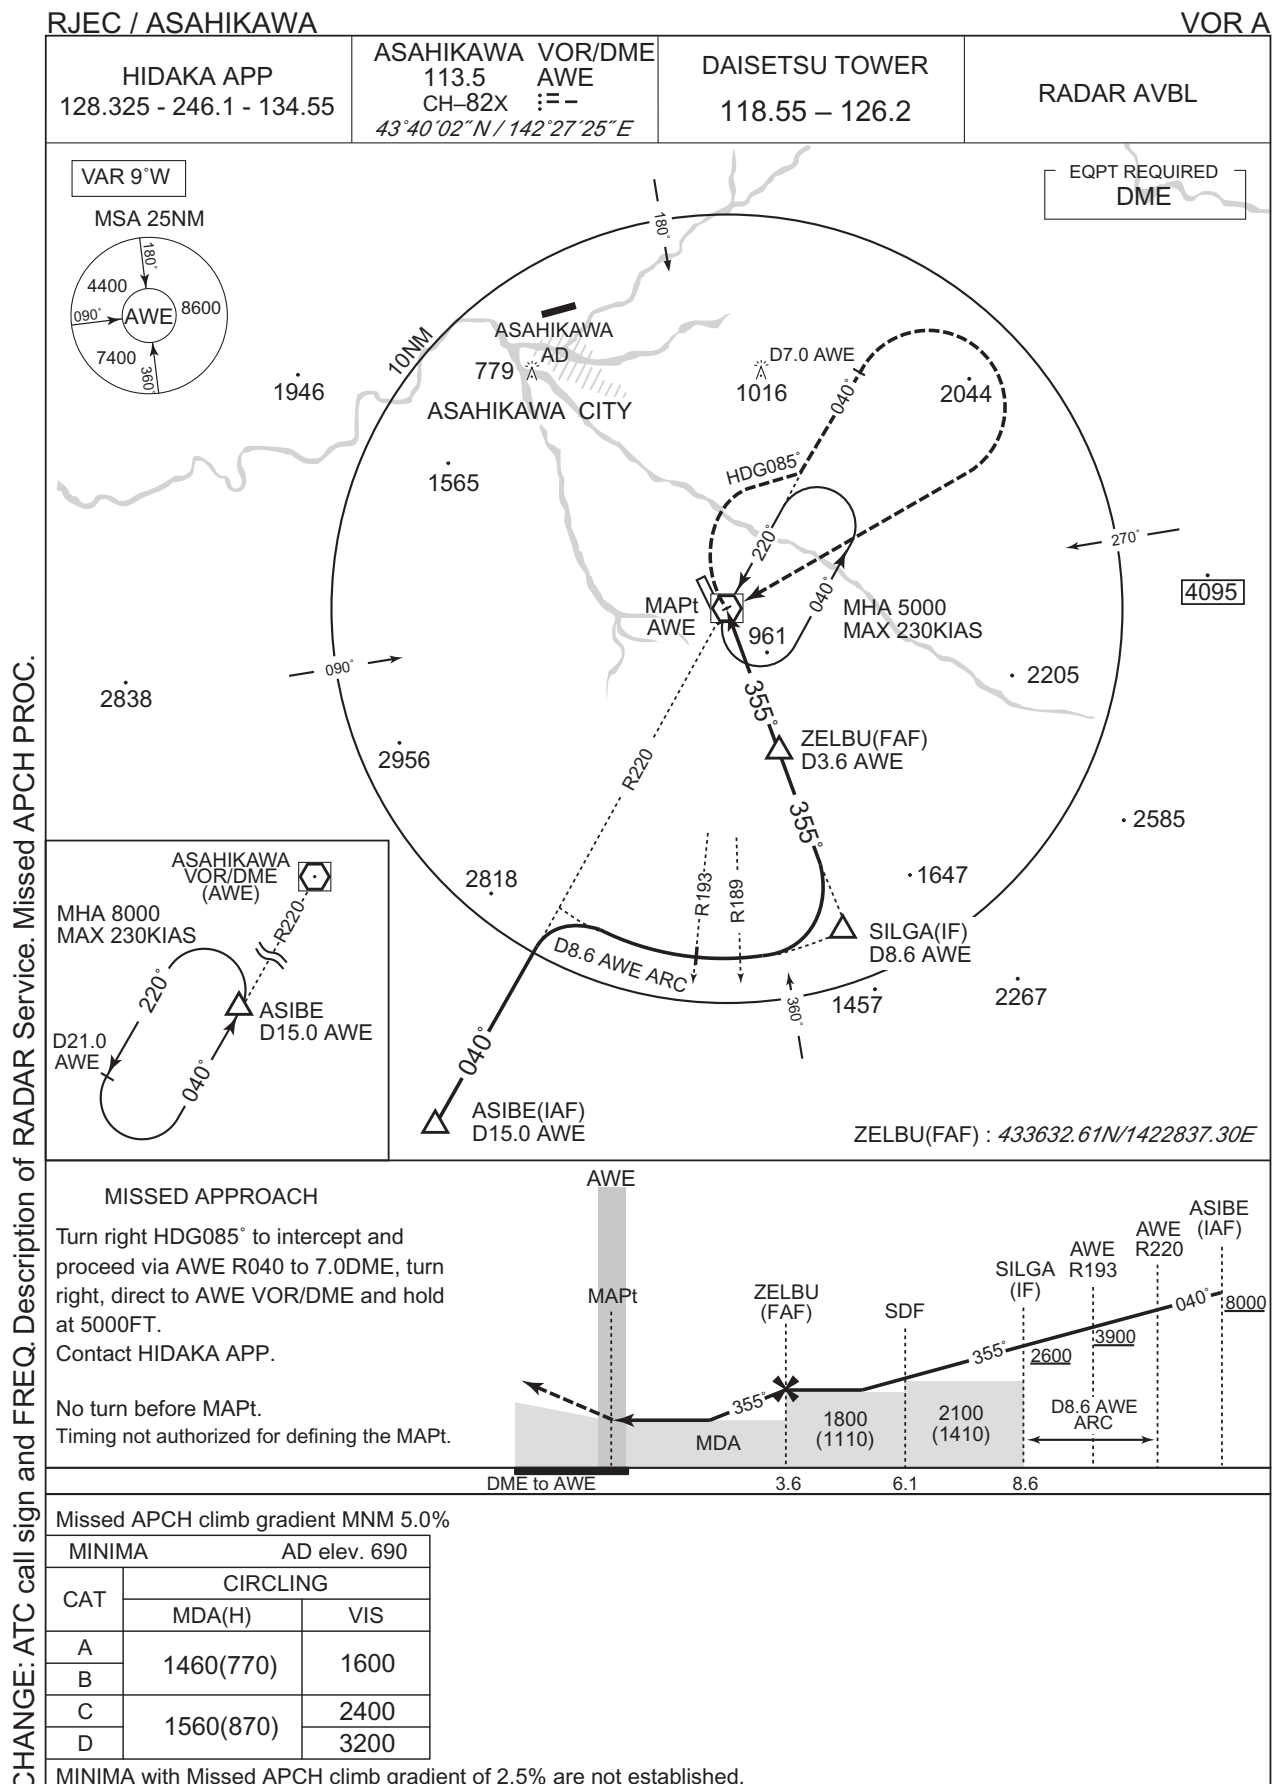 RJEC / ASAHIKAWA
VOR A
HIDAKA APP
128.325 - 246.1 - 134.55
ASAHIKAWA VOR/DME
113.5 AWE
CH–82X
43˚40´02˝N / 142˚27´25˝E
DAISETSU TOWER
118.55 – 126.2
RADAR AVBL
VAR 9˚W
MSA 25NM
180˚
4400
8600
090˚
AWE
7400
360˚
EQPT REQUIRED
DME
180˚
10NM
ASAHIKAWA
AD
779
ASAHIKAWA CITY
1946
1565
D7.0 AWE
1016
040˚
2044
HDG085˚
220˚
040˚
270˚
4095
MAPt
AWE
961
MHA 5000
MAX 230KIAS
090˚
2838
2205
355˚
ZELBU(FAF)
D3.6 AWE
2956
R220
355˚
2585
2818
R193
R189
1647
SILGA(IF)
D8.6 AWE
D8.6 AWE ARC
1457
2267
360˚
040˚
ASIBE(IAF)
D15.0 AWE
ZELBU(FAF) : 433632.61N/1422837.30E
ASAHIKAWA
VOR/DME
(AWE)
MHA 8000
MAX 230KIAS
R220
220˚
ASIBE
D15.0 AWE
D21.0
AWE
040˚
MISSED APPROACH
Turn right HDG085˚ to intercept and
proceed via AWE R040 to 7.0DME, turn
right, direct to AWE VOR/DME and hold
at 5000FT.
Contact HIDAKA APP.
No turn before MAPt.
Timing not authorized for defining the MAPt.
AWE
MAPt
ZELBU
(FAF)
SDF
SILGA
(IF)
AWE
R193
AWE
R220
ASIBE
(IAF)
040˚
8000
3900
2600
355˚
355˚
MDA
1800
(1110)
2100
(1410)
D8.6 AWE
ARC
DME to AWE
3.6
6.1
8.6
Missed APCH climb gradient MNM 5.0%
MINIMA AD elev. 690
CAT
CIRCLING
MDA(H)
VIS
A
B
1460(770)
1600
C
D
1560(870)
2400
3200
MINIMA with Missed APCH climb gradient of 2.5% are not established.
CHANGE: ATC call sign and FREQ. Description of RADAR Service. Missed APCH PROC.